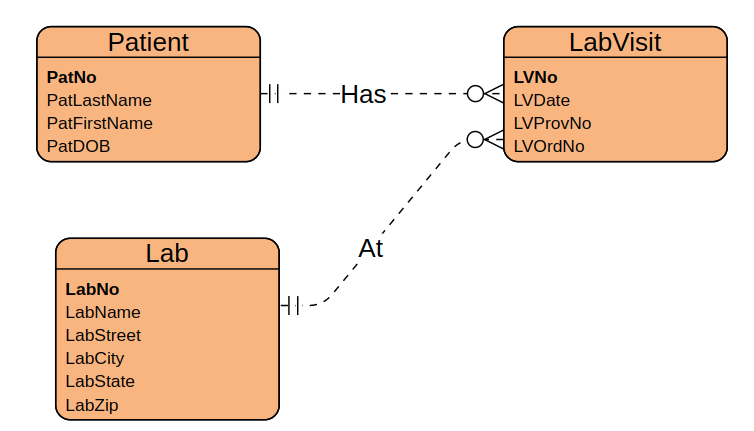 Patient
PatNo
PatLastName
PatFirstName
PatDOB
Has
LabVisit
LVNo
LVDate
LVProvNo
LVOrdNo
At
Lab
LabNo
LabName
LabStreet
LabCity
LabState
LabZip